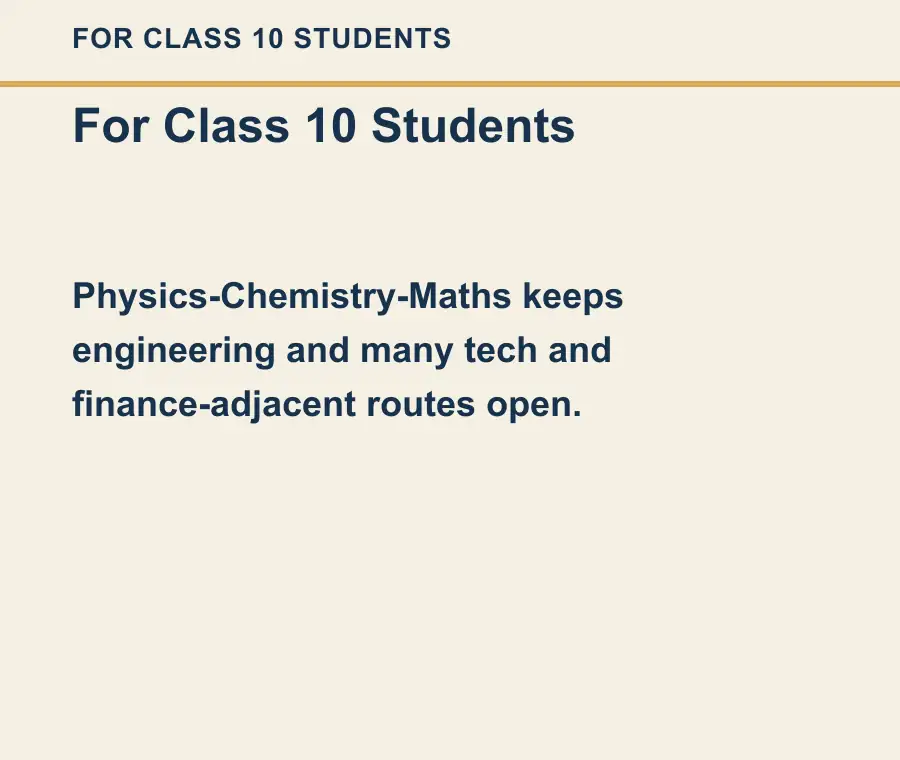 FOR CLASS 10 STUDENTS
For Class 10 Students
Physics-Chemistry-Maths keeps
engineering and many tech and
finance-adjacent routes open.